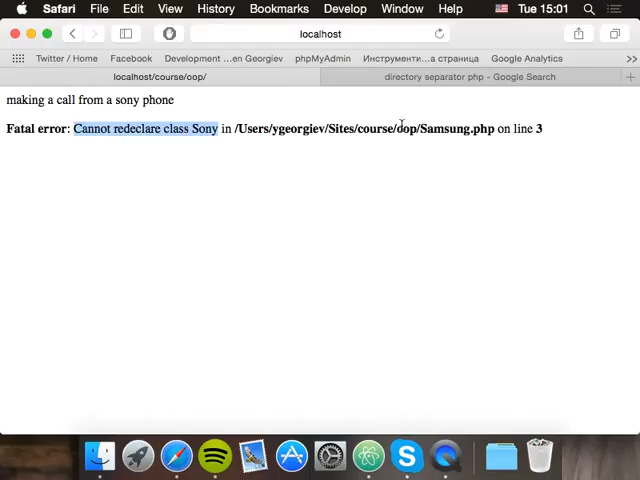 Safari File Edit View History Bookmarks Develop Window Help Tue 15:01
localhost
Twitter / Home Facebook Development ...en Georgiev phpMyAdmin Инструменти...ка страница Google Analytics
localhost/course/oop/ directory separator php - Google Search
making a call from a sony phone
Fatal error: Cannot redeclare class Sony in /Users/ygeorgiev/Sites/course/oop/Samsung.php on line 3